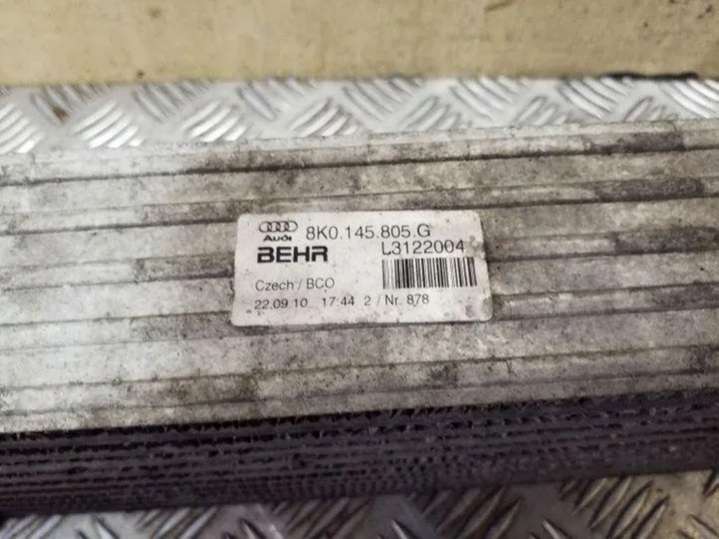 8K0.145.805.G
Audi
BEHR
L3122004
Czech / BCO
22.09.10 17:44 2 / Nr. 878